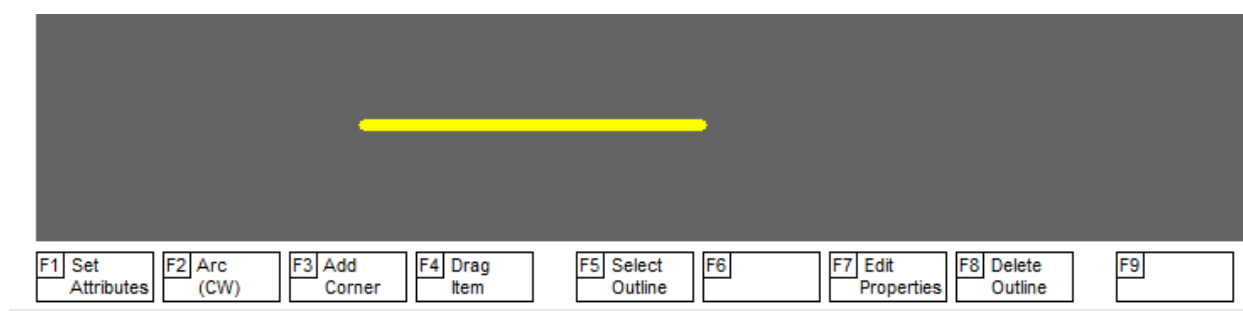 F1 Set
Attributes
F2 Arc
(CW)
F3 Add
Corner
F4 Drag
Item
F5 Select
Outline
F6
F7 Edit
Properties
F8 Delete
Outline
F9